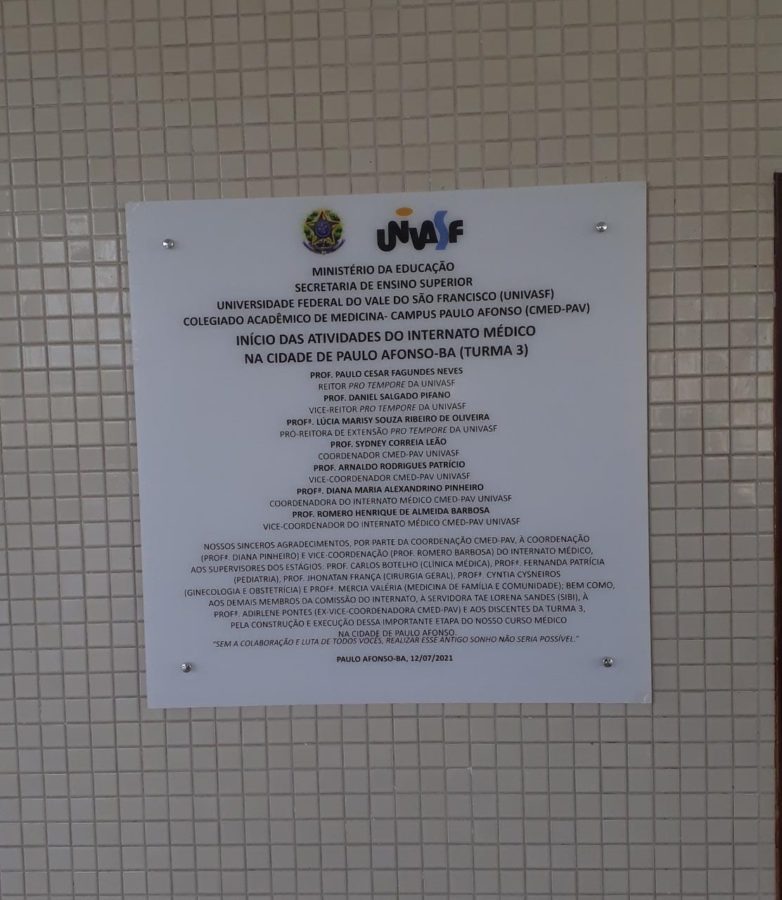 UNIVASF
MINISTÉRIO DA EDUCAÇÃO
SECRETARIA DE ENSINO SUPERIOR
UNIVERSIDADE FEDERAL DO VALE DO SÃO FRANCISCO (UNIVASF)
COLEGIADO ACADÊMICO DE MEDICINA- CAMPUS PAULO AFONSO (CMED-PAV)
INÍCIO DAS ATIVIDADES DO INTERNATO MÉDICO
NA CIDADE DE PAULO AFONSO-BA (TURMA 3)
PROF. PAULO CESAR FAGUNDES NEVES
REITOR PRO TEMPORE DA UNIVASF
PROF. DANIEL SALGADO PIFANO
VICE-REITOR PRO TEMPORE DA UNIVASF
PROFª. LÚCIA MARISY SOUZA RIBEIRO DE OLIVEIRA
PRÓ-REITORA DE EXTENSÃO PRO TEMPORE DA UNIVASF
PROF. SYDNEY CORREIA LEÃO
COORDENADOR CMED-PAV UNIVASF
PROF. ARNALDO RODRIGUES PATRÍCIO
VICE-COORDENADOR CMED-PAV UNIVASF
PROFª. DIANA MARIA ALEXANDRINO PINHEIRO
COORDENADORA DO INTERNATO MÉDICO CMED-PAV UNIVASF
PROF. ROMERO HENRIQUE DE ALMEIDA BARBOSA
VICE-COORDENADOR DO INTERNATO MÉDICO CMED-PAV UNIVASF
NOSSOS SINCEROS AGRADECIMENTOS, POR PARTE DA COORDENAÇÃO CMED-PAV, À COORDENAÇÃO
(PROFª. DIANA PINHEIRO) E VICE-COORDENAÇÃO (PROF. ROMERO BARBOSA) DO INTERNATO MÉDICO,
AOS SUPERVISORES DOS ESTÁGIOS: PROF. CARLOS BOTELHO (CLÍNICA MÉDICA), PROFª. FERNANDA PATRÍCIA
(PEDIATRIA), PROF. JHONATAN FRANÇA (CIRURGIA GERAL), PROFª. CYNTIA CYSNEIROS
(GINECOLOGIA E OBSTETRÍCIA) E PROFª. MERCIA VALÉRIA (MEDICINA DE FAMÍLIA E COMUNIDADE); BEM COMO,
AOS DEMAIS MEMBROS DA COMISSÃO DO INTERNATO, À SERVIDORA TAE LORENA SANDES (SIBI), À
PROFª. ADIRLENE PONTES (EX-VICE-COORDENADORA CMED-PAV) E AOS DISCENTES DA TURMA 3,
PELA CONSTRUÇÃO E EXECUÇÃO DESSA IMPORTANTE ETAPA DO NOSSO CURSO MÉDICO
NA CIDADE DE PAULO AFONSO.
"SEM A COLABORAÇÃO E LUTA DE TODOS VOCÊS, REALIZAR ESSE ANTIGO SONHO NÃO SERIA POSSÍVEL."
PAULO AFONSO-BA, 12/07/2021